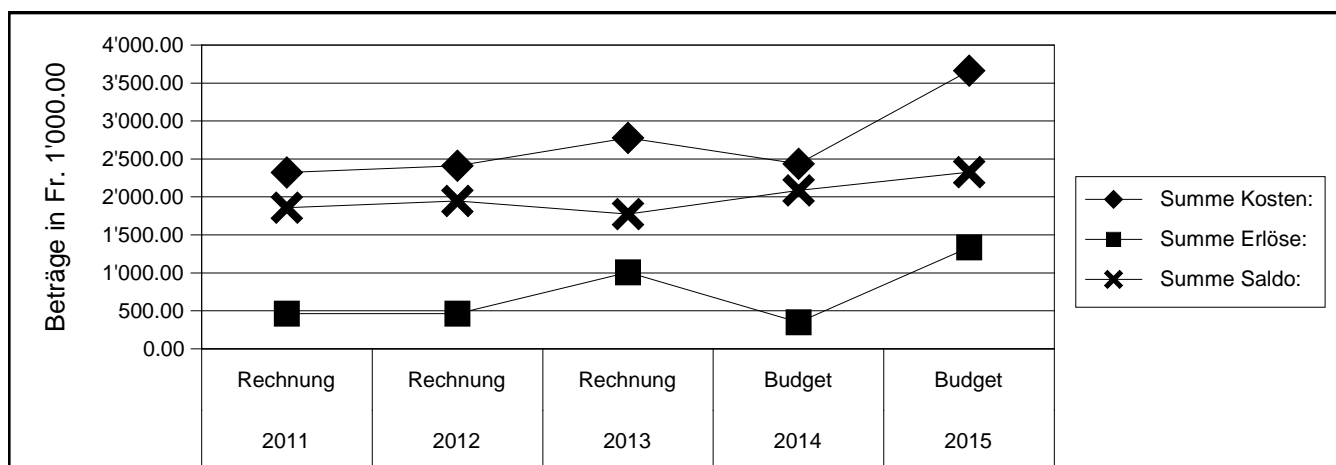 Beträge in Fr. 1'000.00
4'000.00
3'500.00
3'000.00
2'500.00
2'000.00
1'500.00
1'000.00
500.00
0.00
Rechnung Rechnung Rechnung Budget Budget
2011 2012 2013 2014 2015
Summe Kosten:
Summe Erlöse:
Summe Saldo: